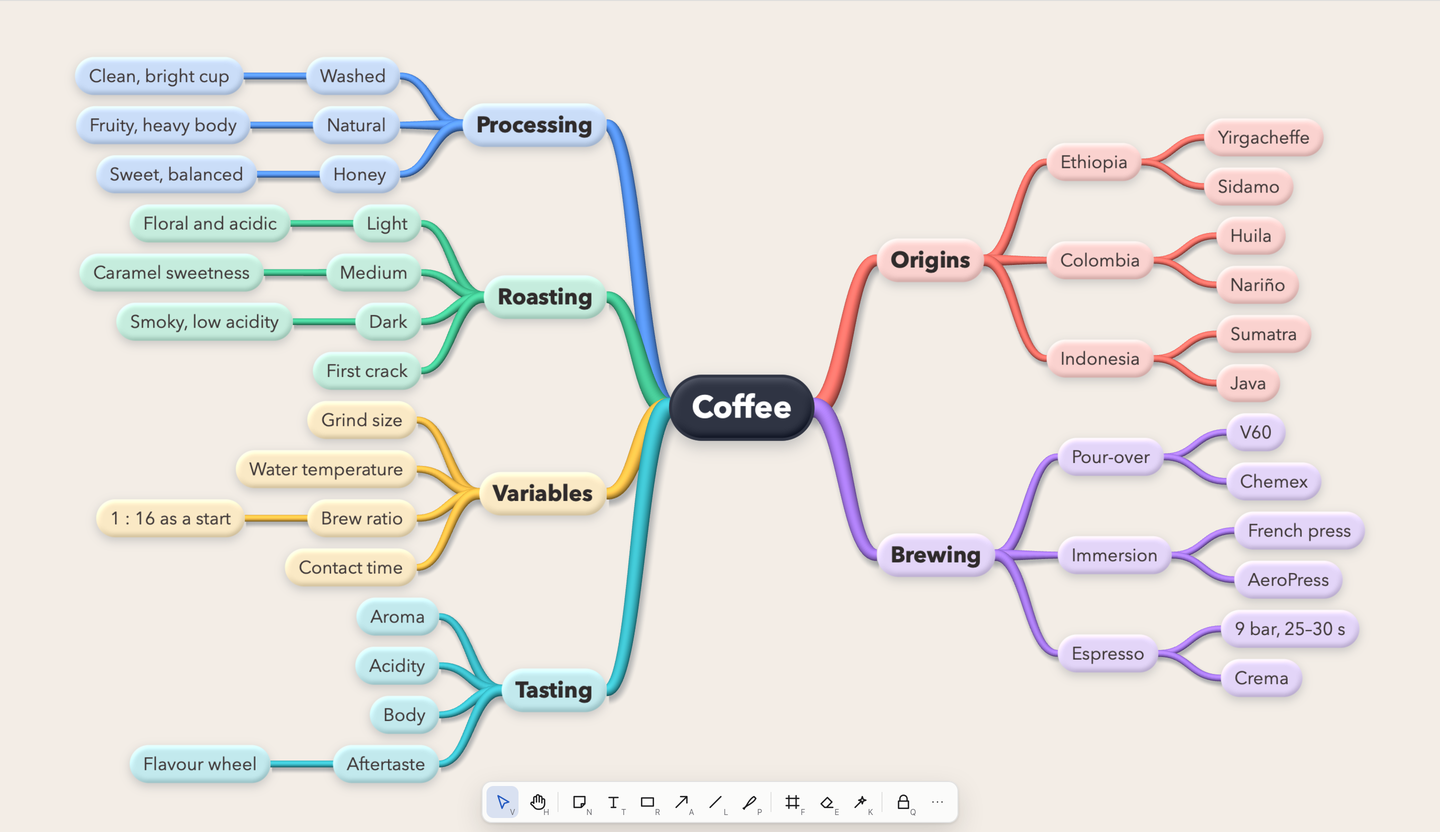 Coffee
Processing
Washed
Clean, bright cup
Natural
Fruity, heavy body
Honey
Sweet, balanced
Roasting
Light
Floral and acidic
Medium
Caramel sweetness
Dark
Smoky, low acidity
First crack
Variables
Grind size
Water temperature
Brew ratio
1 : 16 as a start
Contact time
Tasting
Aroma
Acidity
Body
Aftertaste
Flavour wheel
Origins
Ethiopia
Yirgacheffe
Sidamo
Colombia
Huila
Nariño
Indonesia
Sumatra
Java
Brewing
Pour-over
V60
Chemex
Immersion
French press
AeroPress
Espresso
9 bar, 25–30 s
Crema
V H N T R A L P F E K Q